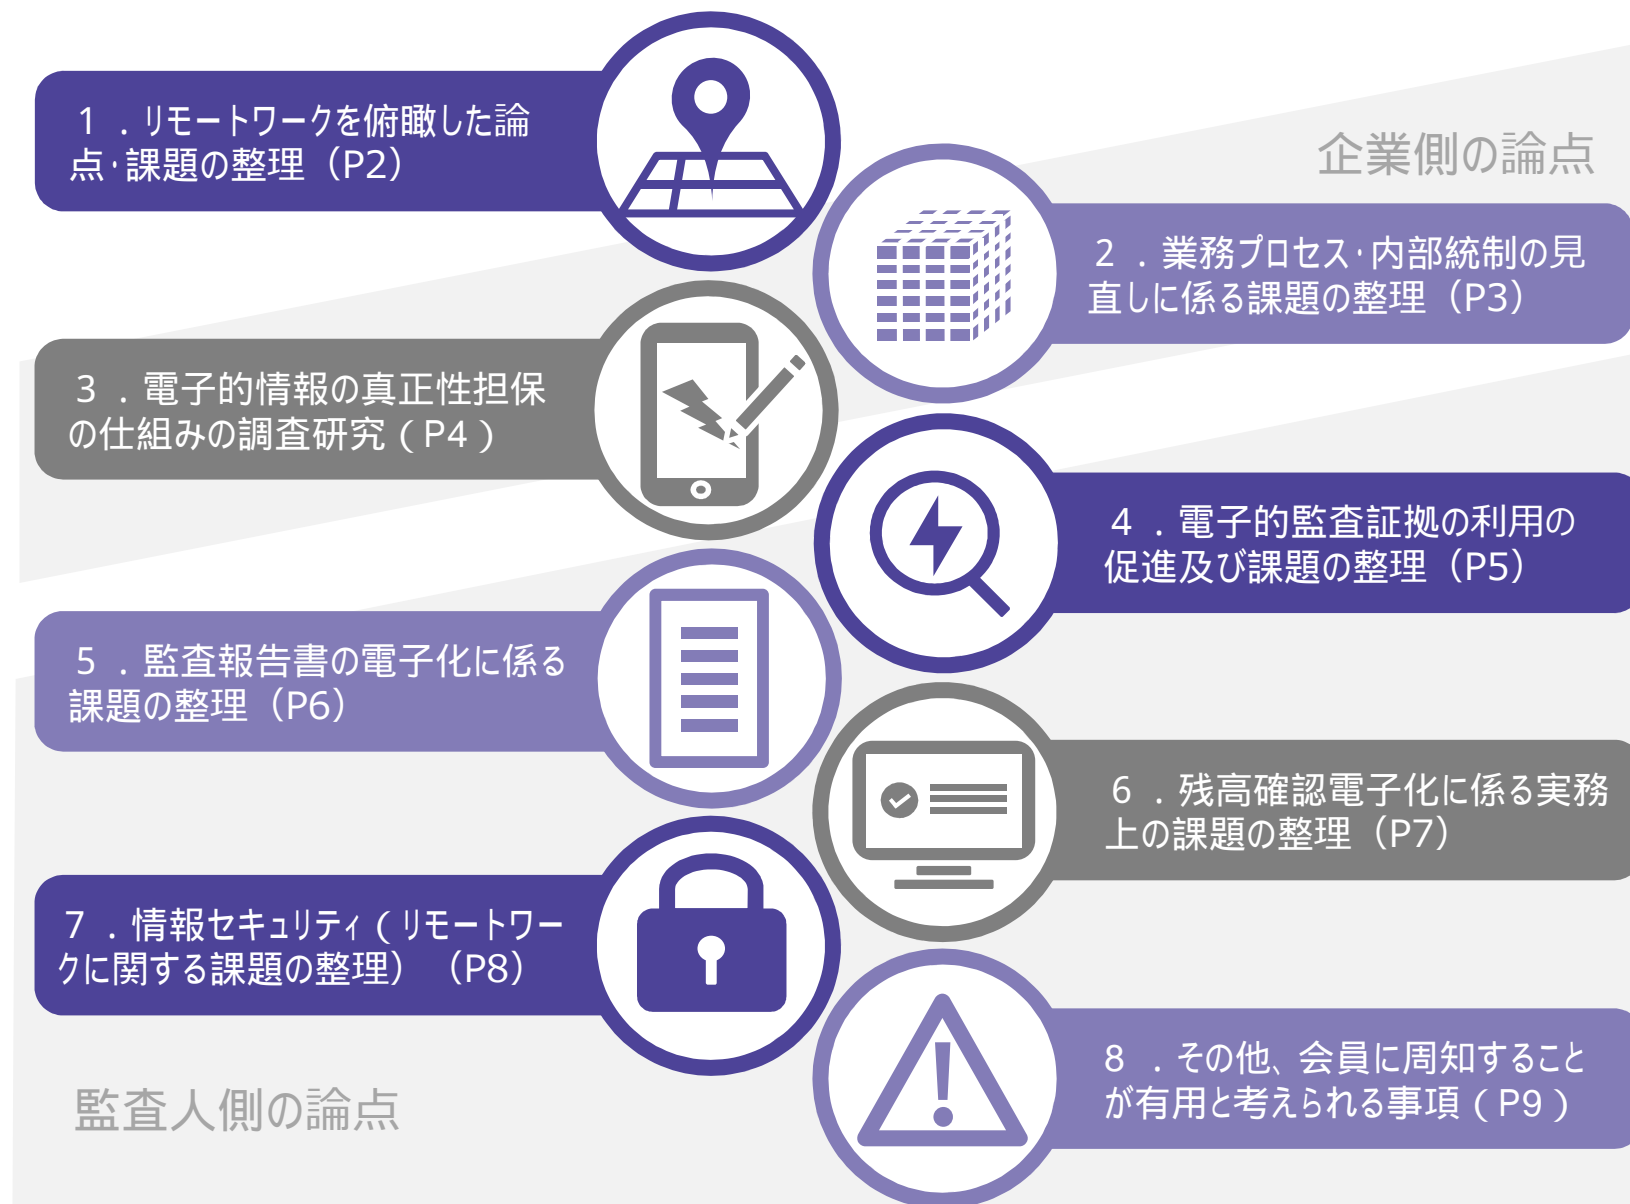 1．リモートワークを俯瞰した論
点・課題の整理（P2）
企業側の論点
2．業務プロセス・内部統制の見
直しに係る課題の整理（P3）
3．電子的情報の真正性担保
の仕組みの調査研究（P4）
4．電子的監査証拠の利用の
促進及び課題の整理（P5）
5．監査報告書の電子化に係る
課題の整理（P6）
6．残高確認電子化に係る実務
上の課題の整理（P7）
7．情報セキュリティ（リモートワー
クに関する課題の整理）（P8）
8．その他、会員に周知すること
が有用と考えられる事項（P9）
監査人側の論点